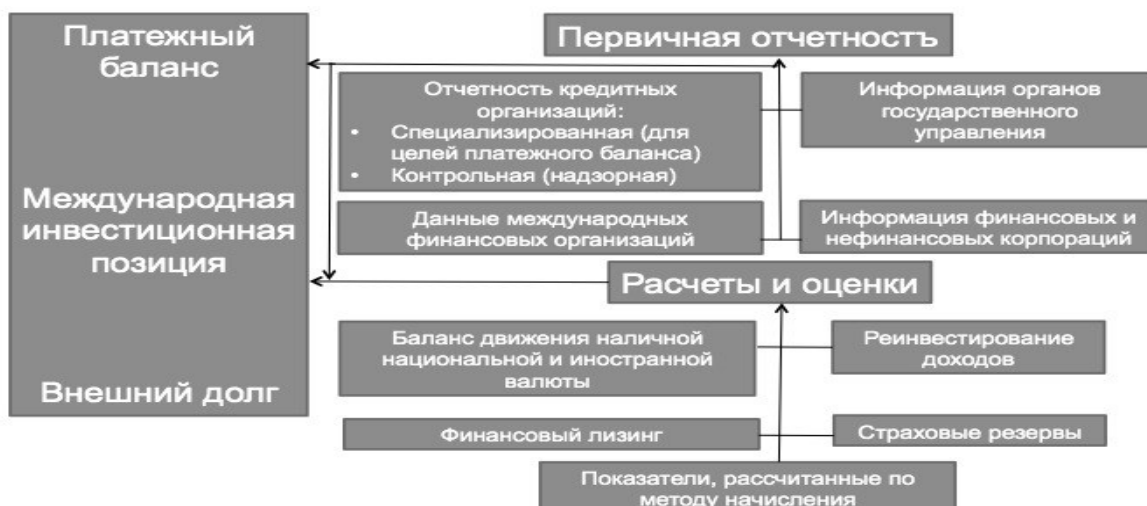 Платежный
баланс
Международная
инвестиционная
позиция
Внешний долг
Первичная отчетностъ
Отчетность кредитных
организаций:
• Специализированная (для
целей платежного баланса)
• Контрольная (надзорная)
Информация органов
государственного
управления
Данные международных
финансовых организаций
Информация финансовых и
нефинансовых корпораций
Расчеты и оценки
Баланс движения наличной
национальной и иностранной
валюты
Реинвестирование
доходов
Финансовый лизинг
Страховые резервы
Показатели, рассчитанные по
методу начисления